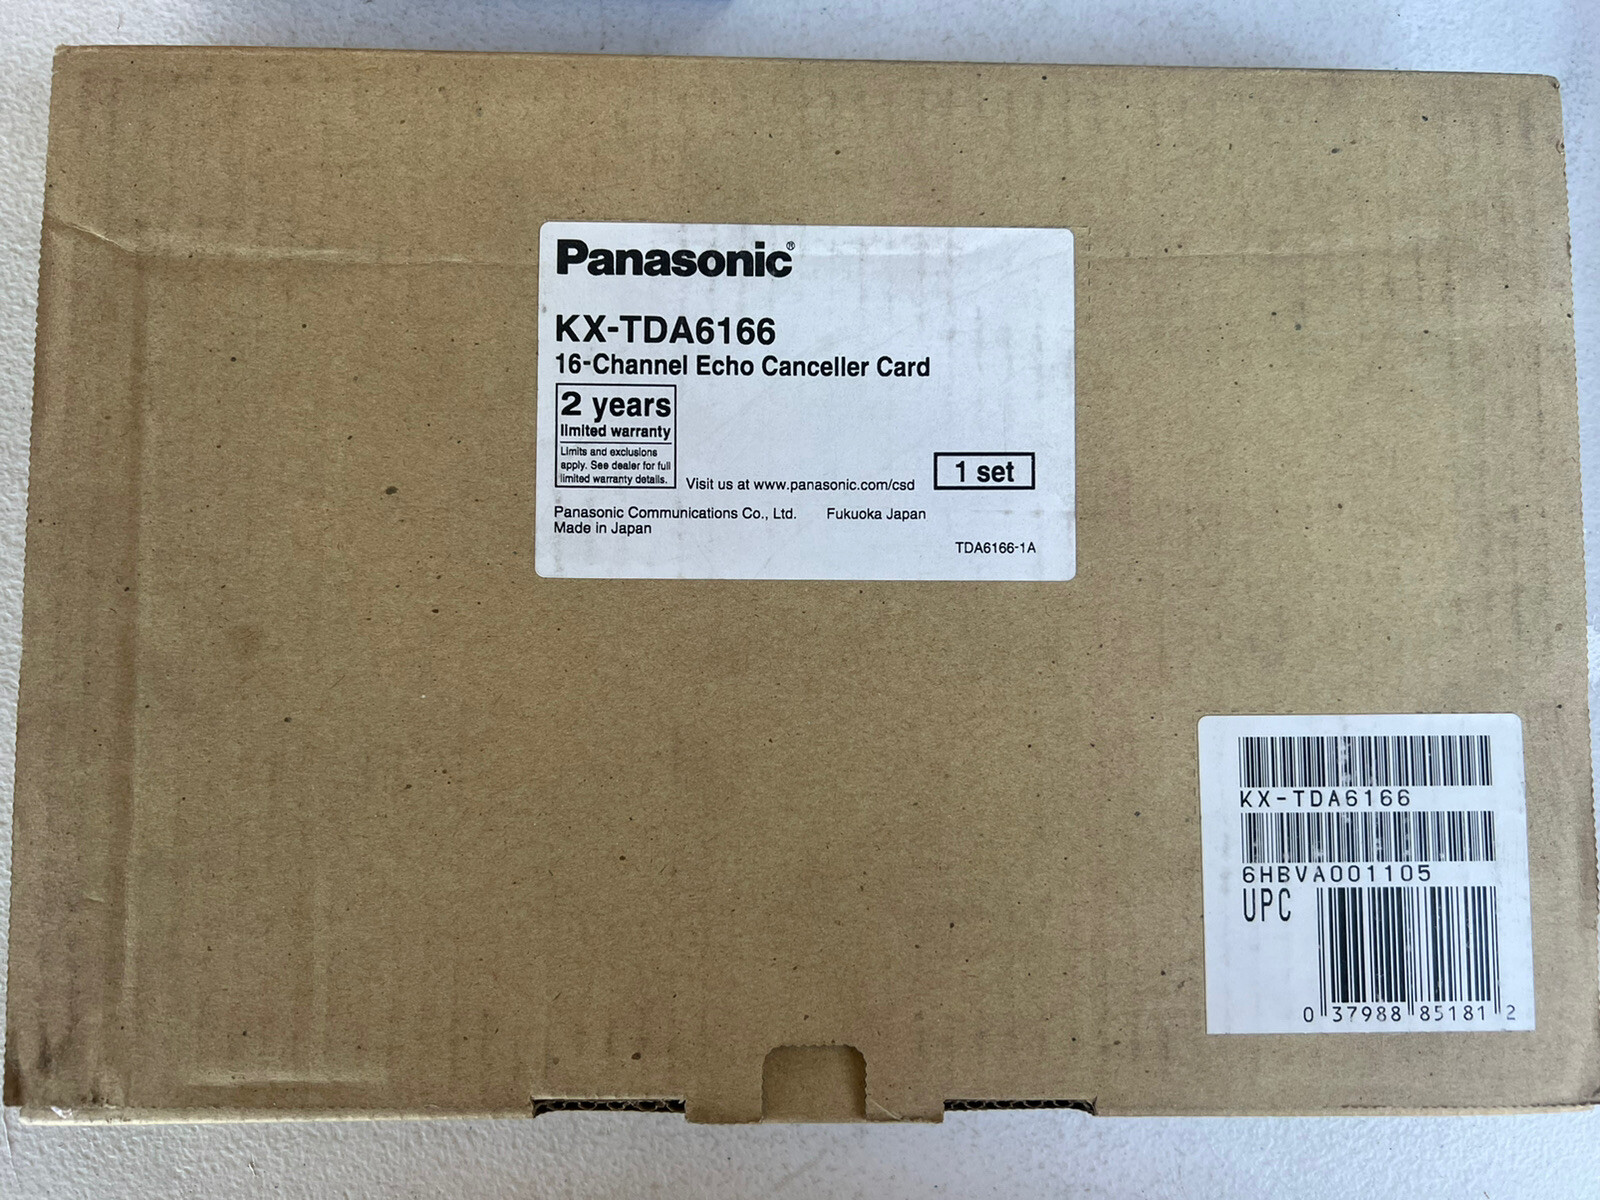 Panasonic®
KX-TDA6166
16-Channel Echo Canceller Card
2 years
limited warranty
Limits and exclusions
apply. See dealer for full
limited warranty details.
Visit us at www.panasonic.com/csd
1 set
Panasonic Communications Co., Ltd. Fukuoka Japan
Made in Japan
TDA6166-1A
KX-TDA6166
6HBVA001105
UPC
0 37988 85181 2